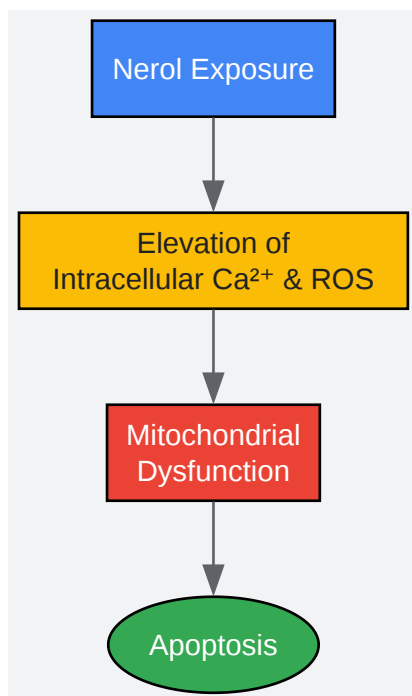 Nerol Exposure
Elevation of
Intracellular Ca²⁺ & ROS
Mitochondrial
Dysfunction
Apoptosis